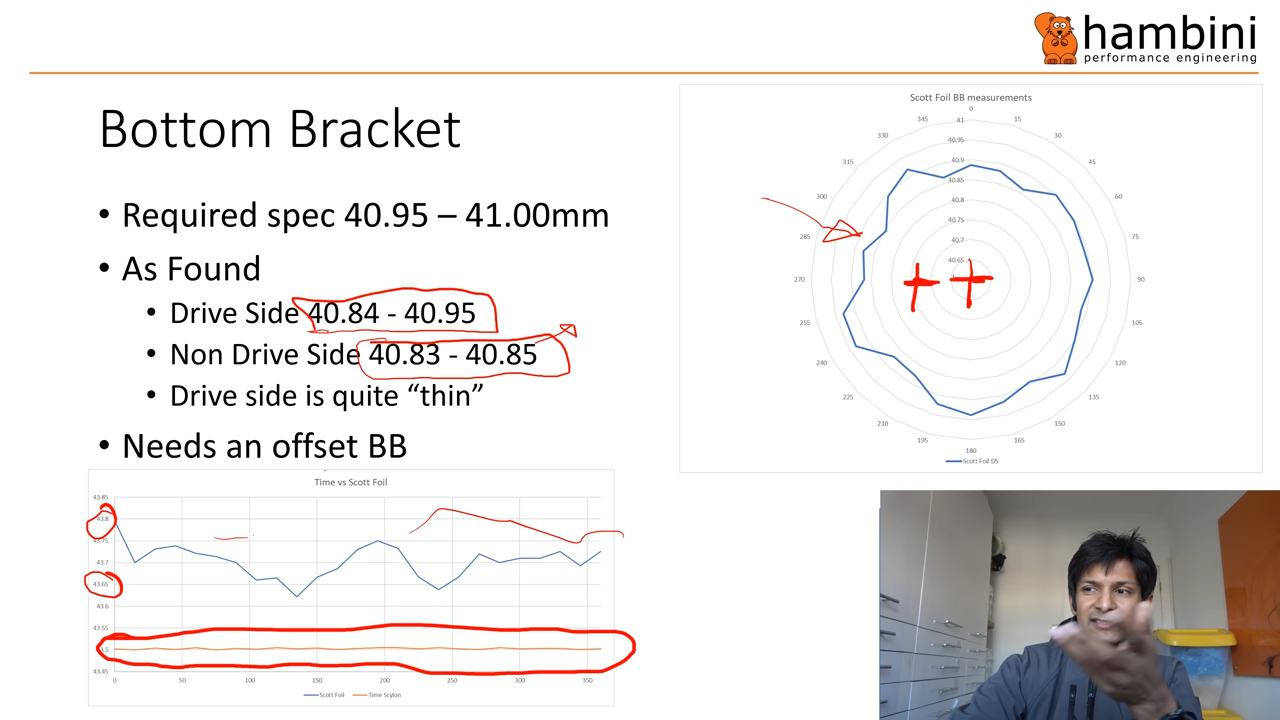 hambini
performance engineering
Bottom Bracket
• Required spec 40.95 – 41.00mm
• As Found
• Drive Side 40.84 - 40.95
• Non Drive Side 40.83 - 40.85
• Drive side is quite “thin”
• Needs an offset BB
Time vs Scott Foil
43.85
43.8
43.75
43.7
43.65
43.6
43.55
43.45
0 50 100 150 200 250 300 350
Scott Foil Time Scylon
Scott Foil BB measurements
0
345 41 15
330 40.95 30
315 40.9 45
40.85
300 40.8 60
40.75
285 40.7 75
40.65
270 90
255 105
240 120
225 135
210 150
195 165
180
Scott Foil DS